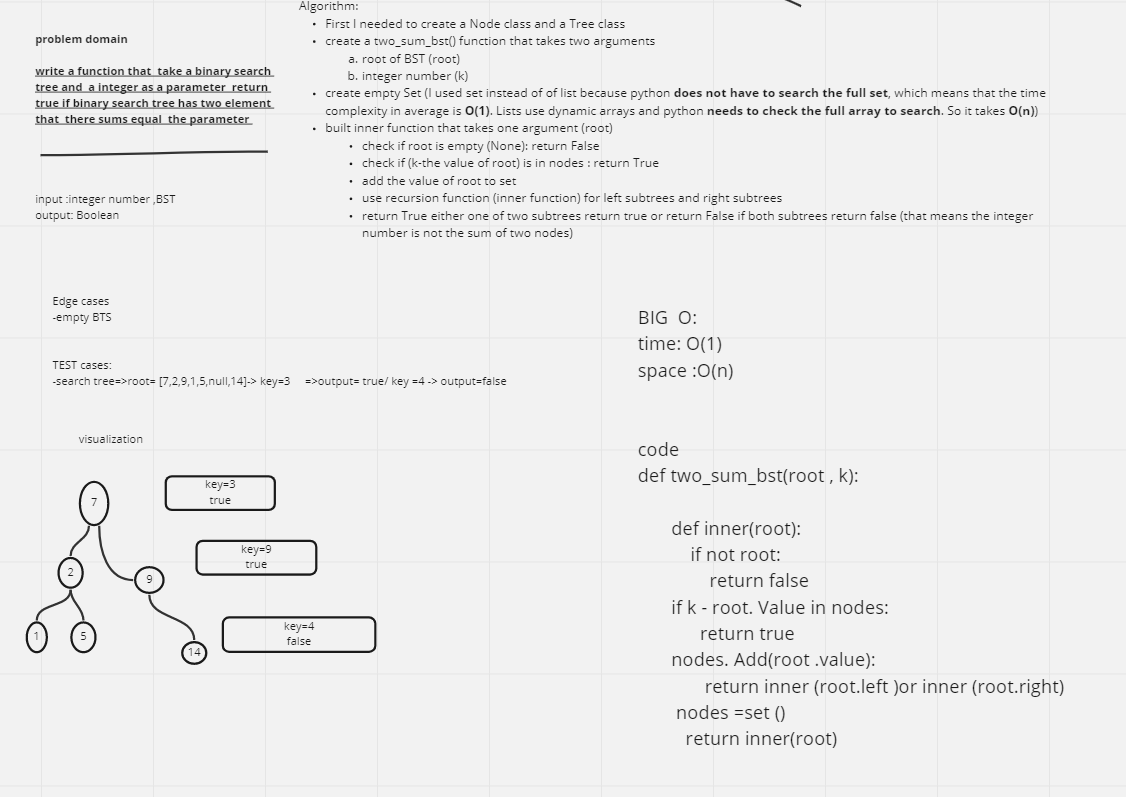 Algorithm:
• First I needed to create a Node class and a Tree class
• create a two_sum_bst() function that takes two arguments
a. root of BST (root)
b. integer number (k)
• create empty Set (I used set instead of of list because python does not have to search the full set, which means that the time
complexity in average is O(1). Lists use dynamic arrays and python needs to check the full array to search. So it takes O(n))
• built inner function that takes one argument (root)
• check if root is empty (None): return False
• check if (k-the value of root) is in nodes : return True
• add the value of root to set
• use recursion function (inner function) for left subtrees and right subtrees
• return True either one of two subtrees return true or return False if both subtrees return false (that means the integer
number is not the sum of two nodes)
problem domain
write a function that take a binary search
tree and a integer as a parameter return
true if binary search tree has two element
that there sums equal the parameter
input :integer number ,BST
output: Boolean
Edge cases
-empty BTS
TEST cases:
-search tree=>root= [7,2,9,1,5,null,14]-> key=3 =>output= true/ key =4 -> output=false
visualization
7
2
9
1
5
14
key=3
true
key=9
true
key=4
false
BIG O:
time: O(1)
space :O(n)
code
def two_sum_bst(root , k):
def inner(root):
if not root:
return false
if k - root. Value in nodes:
return true
nodes. Add(root .value):
return inner (root.left )or inner (root.right)
nodes =set ()
return inner(root)